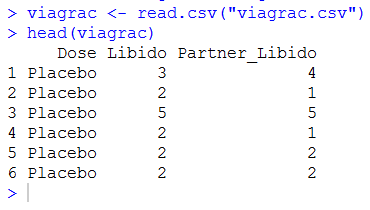 > viagrac <- read.csv("viagrac.csv")
> head(viagrac)
     Dose Libido Partner_Libido
1 Placebo      3              4
2 Placebo      2              1
3 Placebo      5              5
4 Placebo      2              1
5 Placebo      2              2
6 Placebo      2              2
>